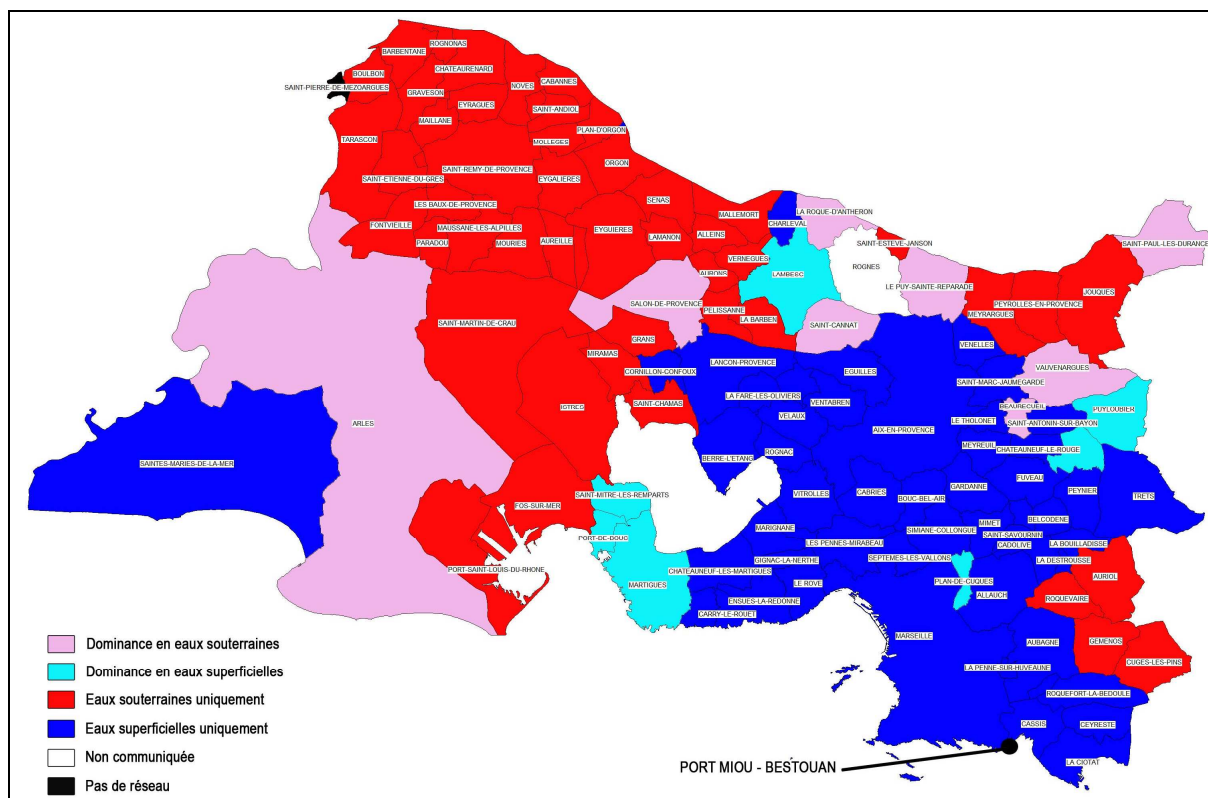 BARBENTANE
ROGNONAS
BOULBON
CHATEAURENARD
SAINT-PIERRE-DE-MEZOARGUES
GRAVESON
NOVES
CABANNES
EYRAGUES
SAINT-ANDIOL
MAILLANE
PLAN-D'ORGON
TARASCON
MOLLEGES
ORGON
SAINT-REMY-DE-PROVENCE
SAINT-ETIENNE-DU-GRES
EYGALIERES
LES BAUX-DE-PROVENCE
SENAS
MALLEMORT
LA ROQUE-D'ANTHERON
CHARLEVAL
FONTVIEILLE
MAUSSANE-LES-ALPILLES
PARADOU
MOURIES
AUREILLE
EYGUIERES
LAMANON
ALLEINS
SAINT-ESTEVE-JANSON
SAINT-PAUL-LES-DURANCE
VERNEGUES
ROGNES
AURONS
LAMBESC
LE PUY-SAINTE-REPARADE
JOUQUES
SALON-DE-PROVENCE
PELISSANNE
PEYROLLES-EN-PROVENCE
MEYRARGUES
SAINT-MARTIN-DE-CRAU
LA BARBEN
SAINT-CANNAT
GRANS
VENELLES
MIRAMAS
LANCON-PROVENCE
CORNILLON-CONFOUX
EGUILLES
VAUVENARGUES
SAINT-MARC-JAUMEGARDE
LA FARE-LES-OLIVIERS
VENTABREN
SAINT-CHAMAS
ISTRES
BEAURECUEIL
PUYLOUBIER
VELAUX
LE THOLONET
SAINT-ANTONIN-SUR-BAYON
ARLES
AIX-EN-PROVENCE
MEYREUIL
CHATEAUNEUF-LE-ROUGE
SAINTES-MARIES-DE-LA-MER
BERRE-L'ETANG
ROGNAC
FUVEAU
GARDANNE
PEYNIER
TRETS
SAINT-MITRE-LES-REMPARTS
VITROLLES
CABRIES
BOUC-BEL-AIR
FOS-SUR-MER
BELCODENE
MARIGNANE
SIMIANE-COLLONGUE
MIMET
SAINT-SAVOURNIN
PORT-DE-BOUC
LES PENNES-MIRABEAU
CADOLIVE
LA BOUILLADISSE
GIGNAC-LA-NERTHE
SEPTEMES-LES-VALLONS
LA DESTROUSSE
PORT-SAINT-LOUIS-DU-RHONE
CHATEAUNEUF-LES-MARTIGUES
MARTIGUES
LE ROVE
PLAN-DE-CUQUES
AURIOL
ALLAUCH
ROQUEVAIRE
ENSUES-LA-REDONNE
CARRY-LE-ROUET
MARSEILLE
AUBAGNE
GEMENOS
CUGES-LES-PINS
LA PENNE-SUR-HUVEAUNE
ROQUEFORT-LA-BEDOULE
CASSIS
CEYRESTE
LA CIOTAT
PORT MIOU - BESTOUAN
Dominance en eaux souterraines
Dominance en eaux superficielles
Eaux souterraines uniquement
Eaux superficielles uniquement
Non communiquée
Pas de réseau